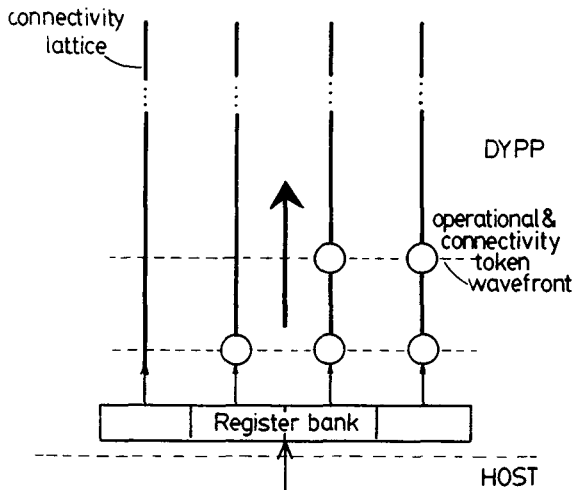 connectivity
lattice
DYPP
operational &
connectivity
token
wavefront
Register bank
HOST